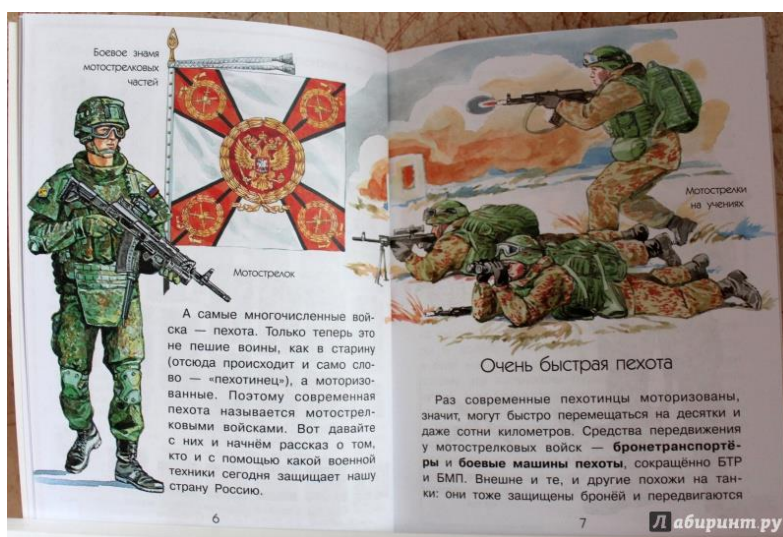 Боевое знамя
мотострелковых
частей
Мотострелок
А самые многочисленные вой-
ска — пехота. Только теперь это
не пешие воины, как в старину
(отсюда происходит и само сло-
во — «пехотинец»), а моторизо-
ванные. Поэтому современная
пехота называется мотострел-
ковыми войсками. Вот давайте
с них и начнём рассказ о том,
кто и с помощью какой военной
техники сегодня защищает нашу
страну Россию.
6
Мотострелки
на учениях
Очень быстрая пехота
Раз современные пехотинцы моторизованы,
значит, могут быстро перемещаться на десятки и
даже сотни километров. Средства передвижения
у мотострелковых войск — бронетранспортё-
ры и боевые машины пехоты, сокращённо БТР
и БМП. Внешне и те, и другие похожи на тан-
ки: они тоже защищены бронёй и передвигаются
7
Лабиринт.ру